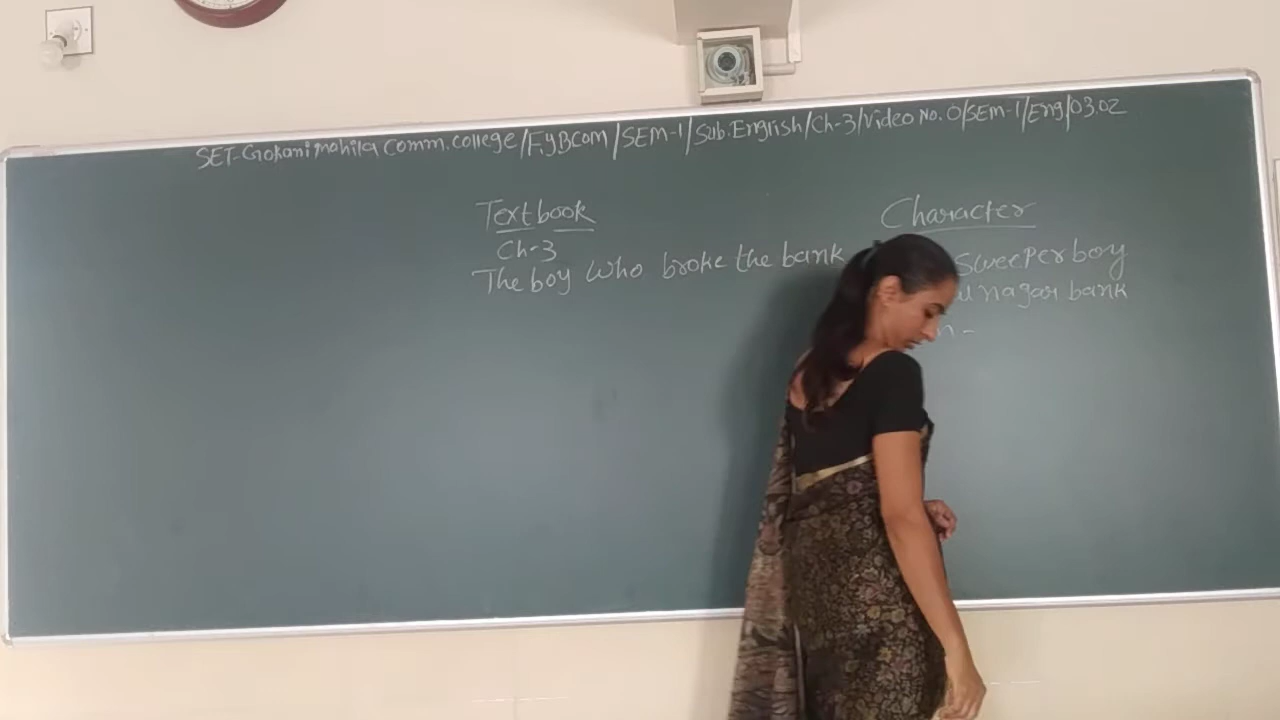 SET-Gokani mahila Comm.college/F.yBCom/SEM-1/Sub.English/Ch-3/Video No. 0/SEM-1/Eng/03.02
Textbook
Ch-3
The boy who broke the bank
Character
Sweeper boy
nagar bank